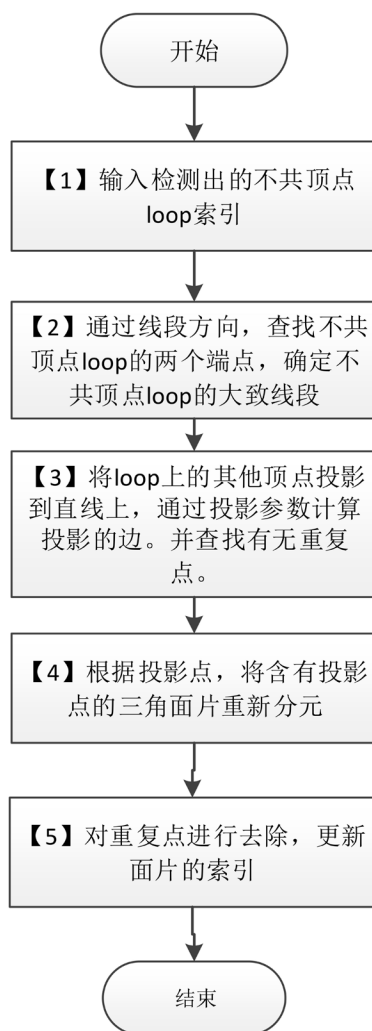 开始
【1】输入检测出的不共顶点
loop索引
【2】通过线段方向，查找不共
顶点loop的两个端点，确定不
共顶点loop的大致线段
【3】将loop上的其他顶点投影
到直线上，通过投影参数计算
投影的边。并查找有无重复
点。
【4】根据投影点，将含有投影
点的三角面片重新分元
【5】对重复点进行去除，更新
面片的索引
结束